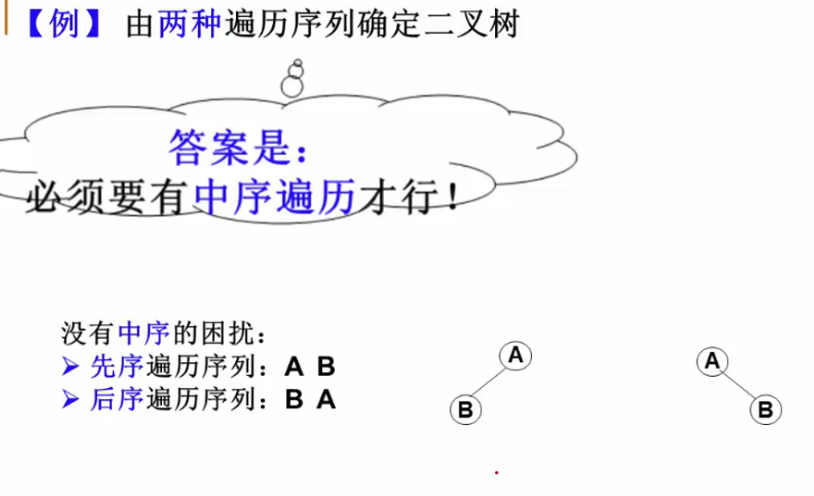 【例】 由两种遍历序列确定二叉树
答案是：
必须要有中序遍历才行！
没有中序的困扰：
➢ 先序遍历序列：A B
➢ 后序遍历序列：B A
A
B
A
B